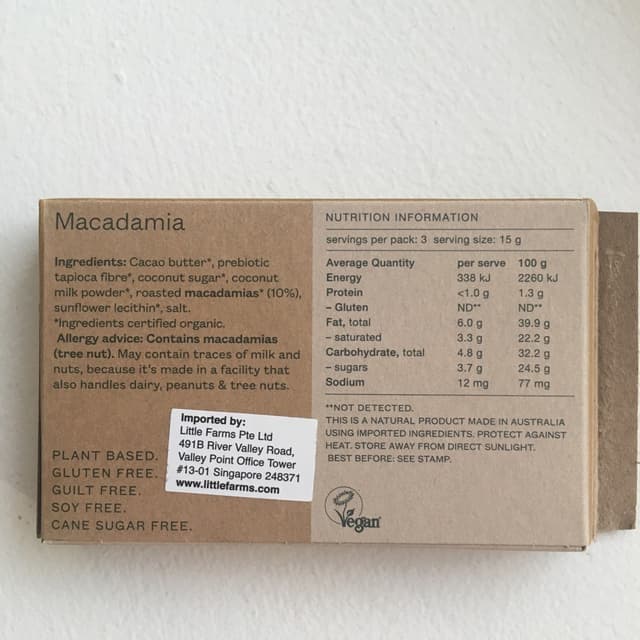 Macadamia
Ingredients: Cacao butter*, prebiotic
tapioca fibre*, coconut sugar*, coconut
milk powder*, roasted macadamias* (10%),
sunflower lecithin*, salt.
*Ingredients certified organic.
Allergy advice: Contains macadamias
(tree nut). May contain traces of milk and
nuts, because it's made in a facility that
also handles dairy, peanuts & tree nuts.
PLANT BASED.
GLUTEN FREE.
GUILT FREE.
SOY FREE.
CANE SUGAR FREE.
Imported by:
Little Farms Pte Ltd
491B River Valley Road,
Valley Point Office Tower
#13-01 Singapore 248371
www.littlefarms.com
NUTRITION INFORMATION
servings per pack: 3 serving size: 15 g
Average Quantity per serve 100 g
Energy 338 kJ 2260 kJ
Protein <1.0 g 1.3 g
– Gluten ND** ND**
Fat, total 6.0 g 39.9 g
– saturated 3.3 g 22.2 g
Carbohydrate, total 4.8 g 32.2 g
– sugars 3.7 g 24.5 g
Sodium 12 mg 77 mg
**NOT DETECTED.
THIS IS A NATURAL PRODUCT MADE IN AUSTRALIA
USING IMPORTED INGREDIENTS. PROTECT AGAINST
HEAT. STORE AWAY FROM DIRECT SUNLIGHT.
BEST BEFORE: SEE STAMP.
Vegan